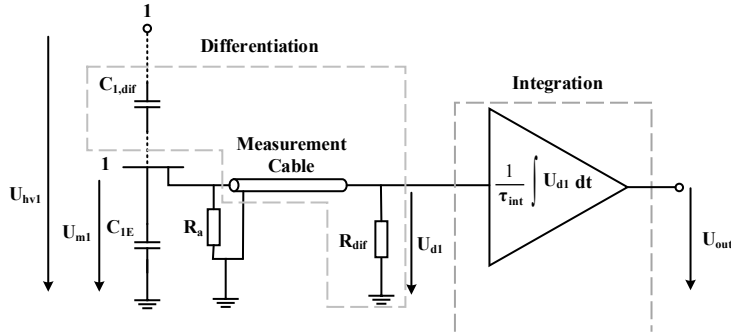 1
Differentiation
C1,dif
Integration
Measurement
Cable
1
Uhv1
Um1
C1E
Ra
Rdif
Ud1
1/τint ∫ Ud1 dt
Uout